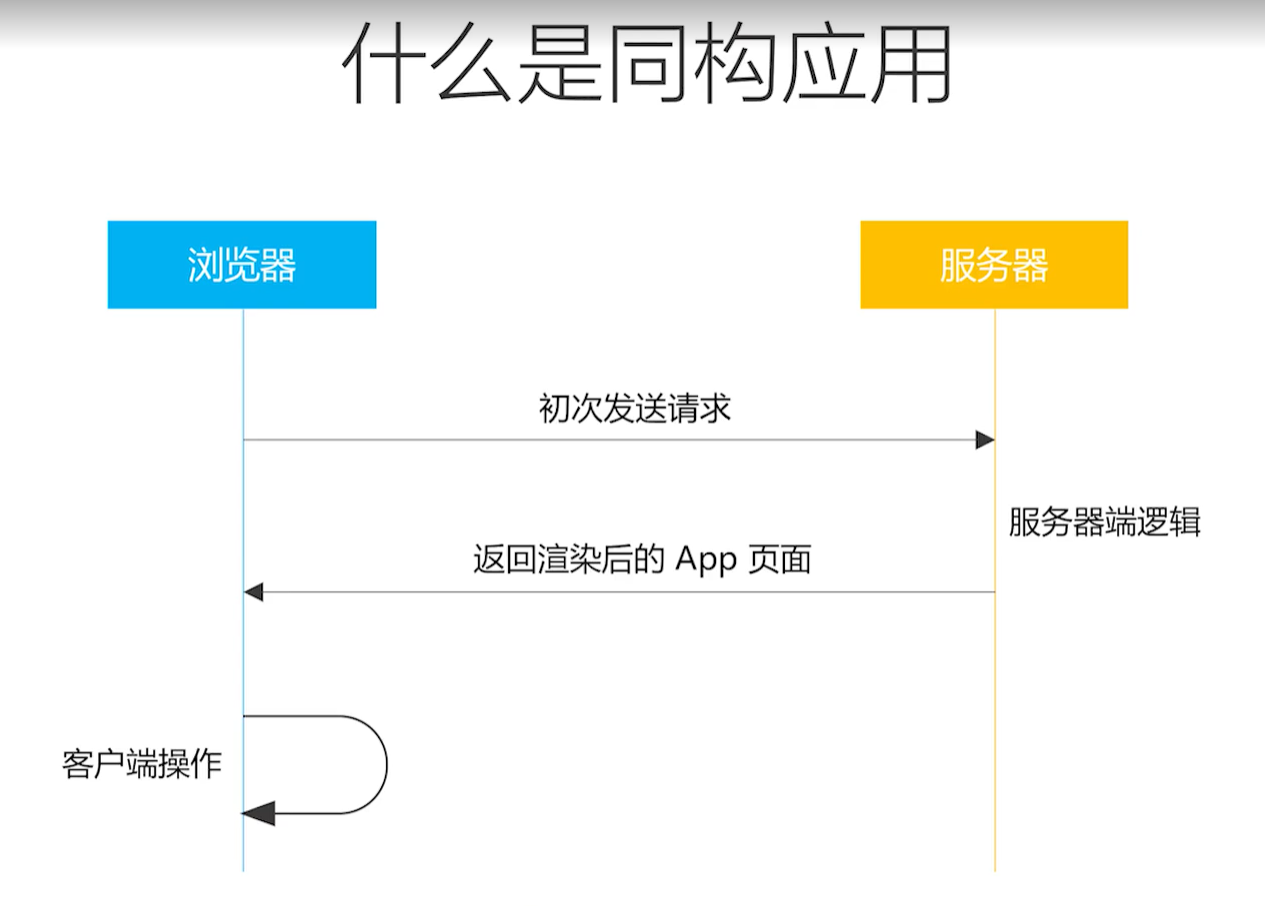 什么是同构应用
浏览器
服务器
初次发送请求
服务器端逻辑
返回渲染后的 App 页面
客户端操作